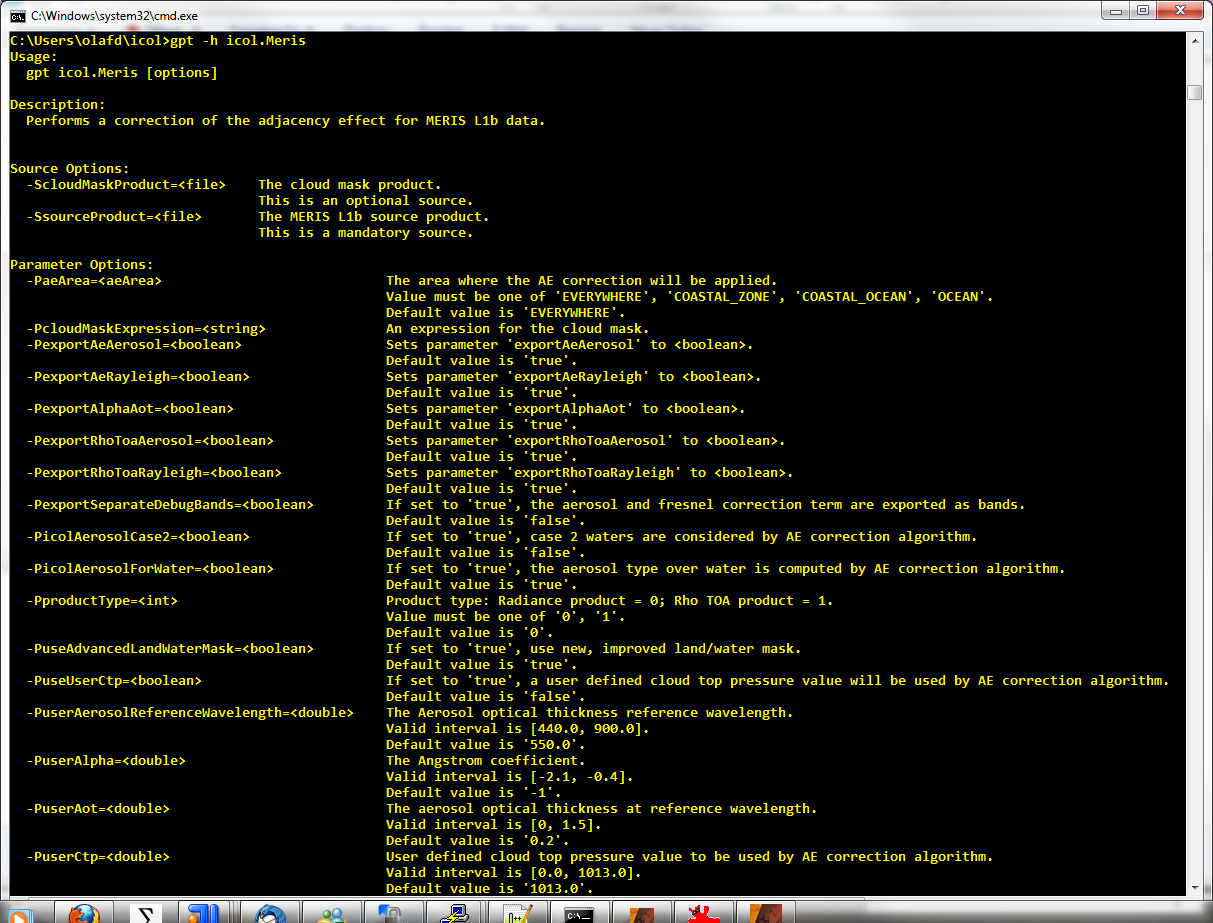 C:\Windows\system32\cmd.exe
C:\Users\olafd\icol>gpt -h icol.Meris
Usage:
  gpt icol.Meris [options]

Description:
  Performs a correction of the adjacency effect for MERIS L1b data.

Source Options:
  -ScloudMaskProduct=<file>    The cloud mask product.
                               This is an optional source.
  -SsourceProduct=<file>       The MERIS L1b source product.
                               This is a mandatory source.

Parameter Options:
  -PaeArea=<aeArea>                            The area where the AE correction will be applied.
                                               Value must be one of 'EVERYWHERE', 'COASTAL_ZONE', 'COASTAL_OCEAN', 'OCEAN'.
                                               Default value is 'EVERYWHERE'.
  -PcloudMaskExpression=<string>               An expression for the cloud mask.
  -PexportAeAerosol=<boolean>                  Sets parameter 'exportAeAerosol' to <boolean>.
                                               Default value is 'true'.
  -PexportAeRayleigh=<boolean>                 Sets parameter 'exportAeRayleigh' to <boolean>.
                                               Default value is 'true'.
  -PexportAlphaAot=<boolean>                   Sets parameter 'exportAlphaAot' to <boolean>.
                                               Default value is 'true'.
  -PexportRhoToaAerosol=<boolean>              Sets parameter 'exportRhoToaAerosol' to <boolean>.
                                               Default value is 'true'.
  -PexportRhoToaRayleigh=<boolean>             Sets parameter 'exportRhoToaRayleigh' to <boolean>.
                                               Default value is 'true'.
  -PexportSeparateDebugBands=<boolean>         If set to 'true', the aerosol and fresnel correction term are exported as bands.
                                               Default value is 'false'.
  -PicolAerosolCase2=<boolean>                 If set to 'true', case 2 waters are considered by AE correction algorithm.
                                               Default value is 'false'.
  -PicolAerosolForWater=<boolean>              If set to 'true', the aerosol type over water is computed by AE correction algorithm.
                                               Default value is 'true'.
  -PproductType=<int>                          Product type: Radiance product = 0; Rho TOA product = 1.
                                               Value must be one of '0', '1'.
                                               Default value is '0'.
  -PuseAdvancedLandWaterMask=<boolean>         If set to 'true', use new, improved land/water mask.
                                               Default value is 'true'.
  -PuseUserCtp=<boolean>                       If set to 'true', a user defined cloud top pressure value will be used by AE correction algorithm.
                                               Default value is 'false'.
  -PuserAerosolReferenceWavelength=<double>    The Aerosol optical thickness reference wavelength.
                                               Valid interval is [440.0, 900.0].
                                               Default value is '550.0'.
  -PuserAlpha=<double>                         The Angstrom coefficient.
                                               Valid interval is [-2.1, -0.4].
                                               Default value is '-1'.
  -PuserAot=<double>                           The aerosol optical thickness at reference wavelength.
                                               Valid interval is [0, 1.5].
                                               Default value is '0.2'.
  -PuserCtp=<double>                           User defined cloud top pressure value to be used by AE correction algorithm.
                                               Valid interval is [0.0, 1013.0].
                                               Default value is '1013.0'.